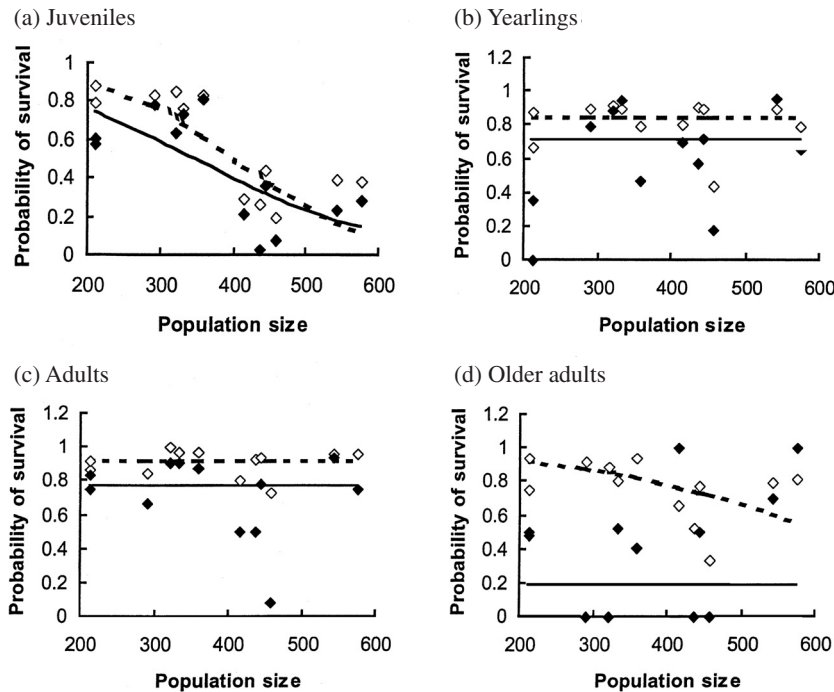 (a) Juveniles
Probability of survival
1
0.8
0.6
0.4
0.2
0
200 300 400 500 600
Population size
(b) Yearlings
Probability of survival
1.2
1
0.8
0.6
0.4
0.2
0
200 300 400 500 600
Population size
(c) Adults
Probability of survival
1.2
1
0.8
0.6
0.4
0.2
0
200 300 400 500 600
Population size
(d) Older adults
Probability of survival
1.2
1
0.8
0.6
0.4
0.2
0
200 300 400 500 600
Population size